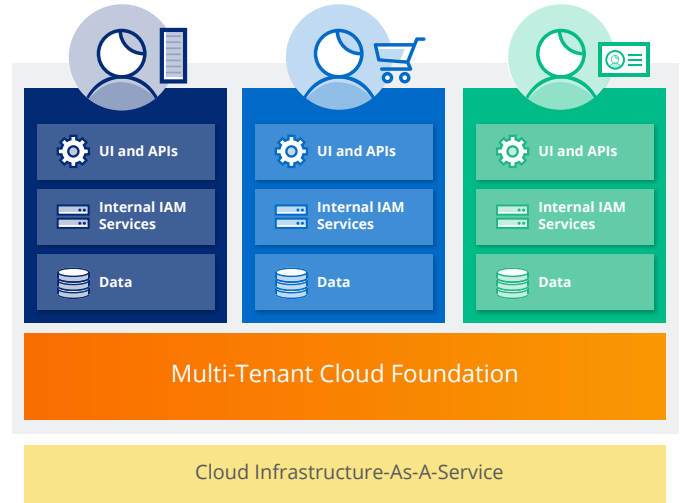 UI and APIs
Internal IAM
Services
Data
UI and APIs
Internal IAM
Services
Data
UI and APIs
Internal IAM
Services
Data
Multi-Tenant Cloud Foundation
Cloud Infrastructure-As-A-Service